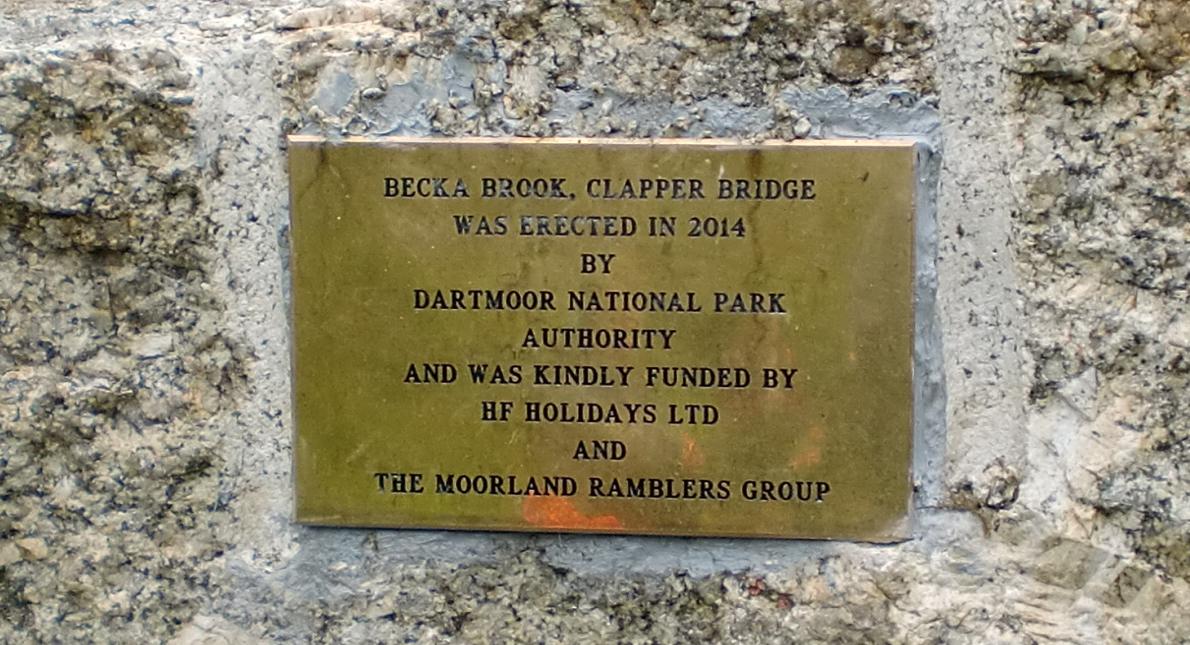 BECKA BROOK, CLAPPER BRIDGE
WAS ERECTED IN 2014
BY
DARTMOOR NATIONAL PARK
AUTHORITY
AND WAS KINDLY FUNDED BY
HF HOLIDAYS LTD
AND
THE MOORLAND RAMBLERS GROUP